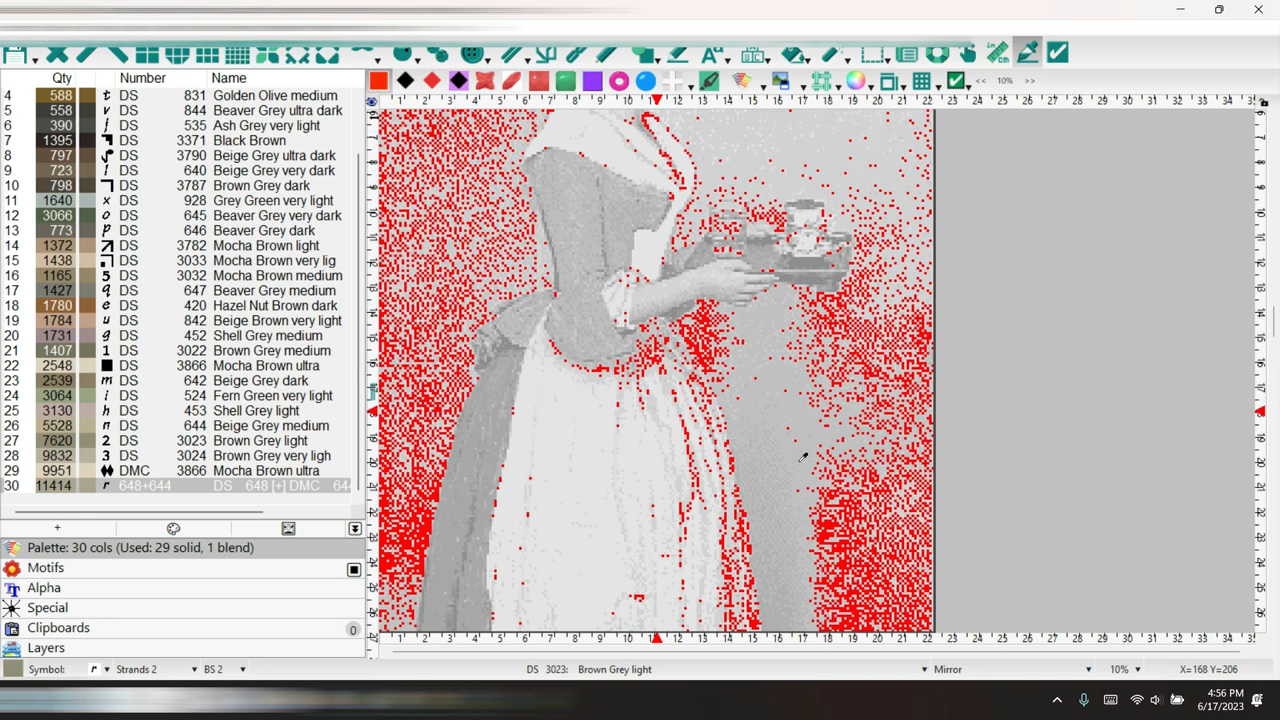 << 10% >>
Qty Number Name
4 588 t DS 831 Golden Olive medium
5 558 v DS 844 Beaver Grey ultra dark
6 390 j DS 535 Ash Grey very light
7 1395 DS 3371 Black Brown
8 797 DS 3790 Beige Grey ultra dark
9 723 i DS 640 Beige Grey very dark
10 798 DS 3787 Brown Grey dark
11 1640 x DS 928 Grey Green very light
12 3066 o DS 645 Beaver Grey very dark
13 773 p DS 646 Beaver Grey dark
14 1372 DS 3782 Mocha Brown light
15 1438 DS 3033 Mocha Brown very lig
16 1165 5 DS 3032 Mocha Brown medium
17 1427 q DS 647 Beaver Grey medium
18 1780 e DS 420 Hazel Nut Brown dark
19 1784 u DS 842 Beige Brown very light
20 1731 g DS 452 Shell Grey medium
21 1407 1 DS 3022 Brown Grey medium
22 2548 DS 3866 Mocha Brown ultra
23 2539 m DS 642 Beige Grey dark
24 3064 i DS 524 Fern Green very light
25 3130 h DS 453 Shell Grey light
26 5528 n DS 644 Beige Grey medium
27 7620 2 DS 3023 Brown Grey light
28 9832 3 DS 3024 Brown Grey very ligh
29 9951 DMC 3866 Mocha Brown ultra
30 11414 r 648+644 DS 648 [+] DMC 644
+
Palette: 30 cols (Used: 29 solid, 1 blend)
Motifs
Alpha
Special
Clipboards 0
Layers
Symbol: r Strands 2 BS 2 DS 3023: Brown Grey light Mirror 10% X=168 Y=206
4:56 PM
6/17/2023